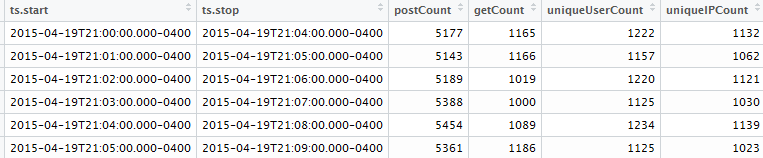 ts.start ts.stop postCount getCount uniqueUserCount uniqueIPCount
2015-04-19T21:00:00.000-0400 2015-04-19T21:04:00.000-0400 5177 1165 1222 1132
2015-04-19T21:01:00.000-0400 2015-04-19T21:05:00.000-0400 5143 1166 1157 1062
2015-04-19T21:02:00.000-0400 2015-04-19T21:06:00.000-0400 5189 1019 1220 1121
2015-04-19T21:03:00.000-0400 2015-04-19T21:07:00.000-0400 5388 1000 1125 1030
2015-04-19T21:04:00.000-0400 2015-04-19T21:08:00.000-0400 5454 1089 1234 1139
2015-04-19T21:05:00.000-0400 2015-04-19T21:09:00.000-0400 5361 1186 1125 1023